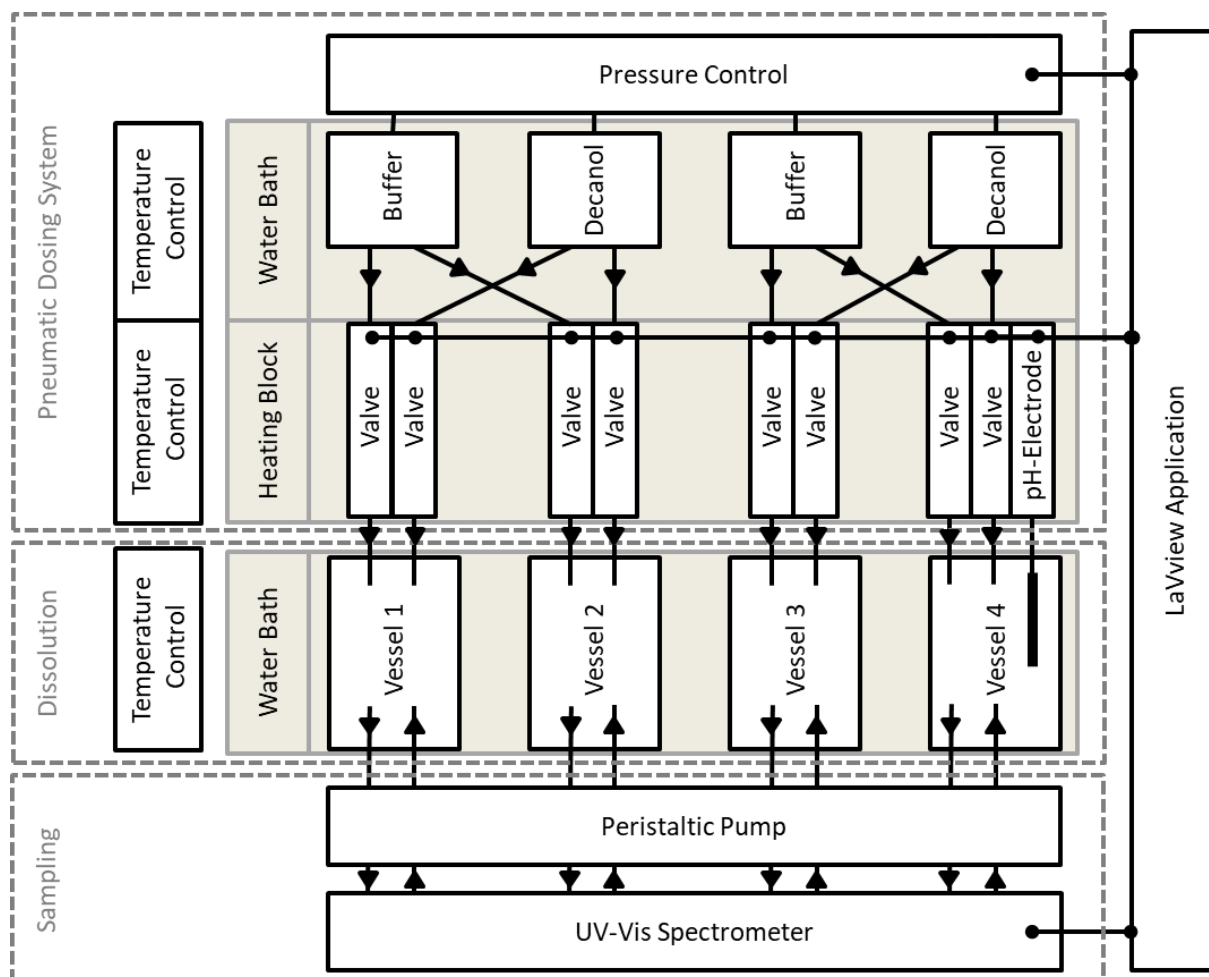 Pressure Control
Pneumatic Dosing System
Temperature
Control
Water Bath
Buffer
Decanol
Buffer
Decanol
Temperature
Control
Heating Block
Valve
Valve
Valve
Valve
Valve
Valve
Valve
Valve
pH-Electrode
LaVview Application
Dissolution
Temperature
Control
Water Bath
Vessel 1
Vessel 2
Vessel 3
Vessel 4
Sampling
Peristaltic Pump
UV-Vis Spectrometer